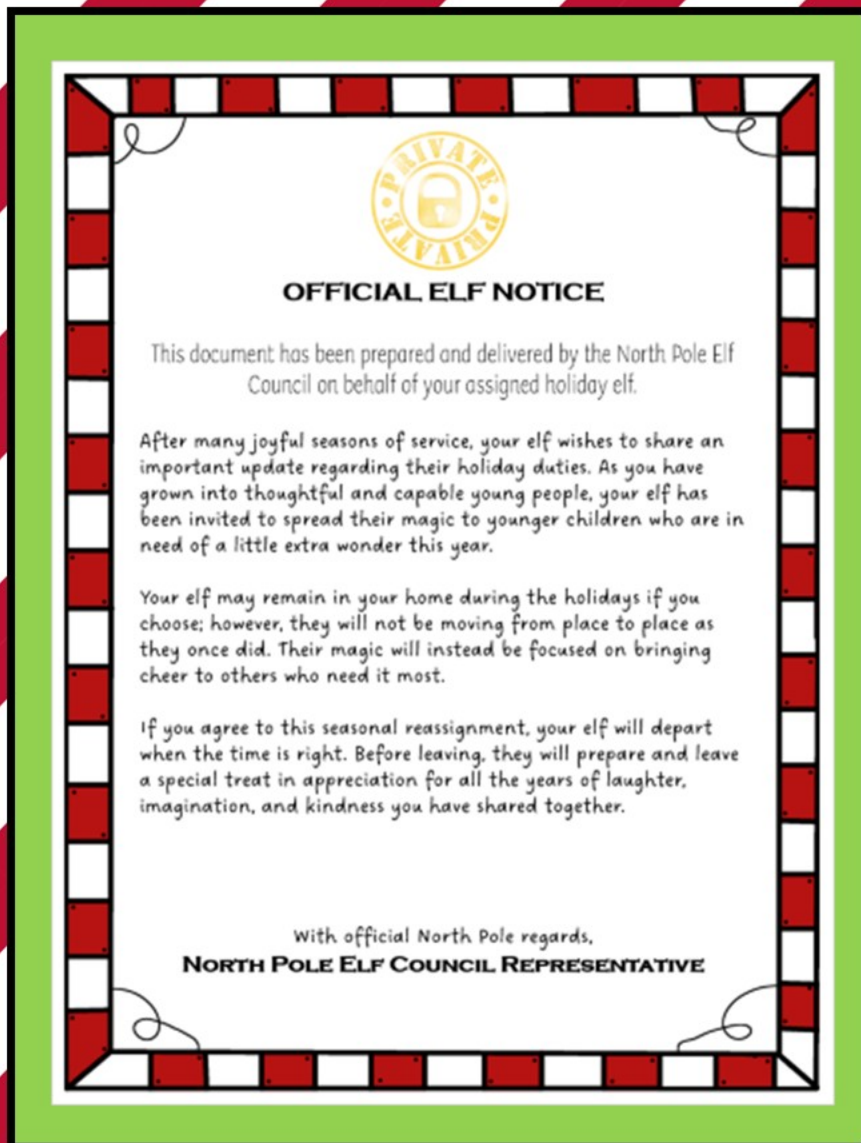 PRIVATE
PRIVATE
OFFICIAL ELF NOTICE
This document has been prepared and delivered by the North Pole Elf
Council on behalf of your assigned holiday elf.
After many joyful seasons of service, your elf wishes to share an
important update regarding their holiday duties. As you have
grown into thoughtful and capable young people, your elf has
been invited to spread their magic to younger children who are in
need of a little extra wonder this year.
Your elf may remain in your home during the holidays if you
choose; however, they will not be moving from place to place as
they once did. Their magic will instead be focused on bringing
cheer to others who need it most.
If you agree to this seasonal reassignment, your elf will depart
when the time is right. Before leaving, they will prepare and leave
a special treat in appreciation for all the years of laughter,
imagination, and kindness you have shared together.
With official North Pole regards,
NORTH POLE ELF COUNCIL REPRESENTATIVE